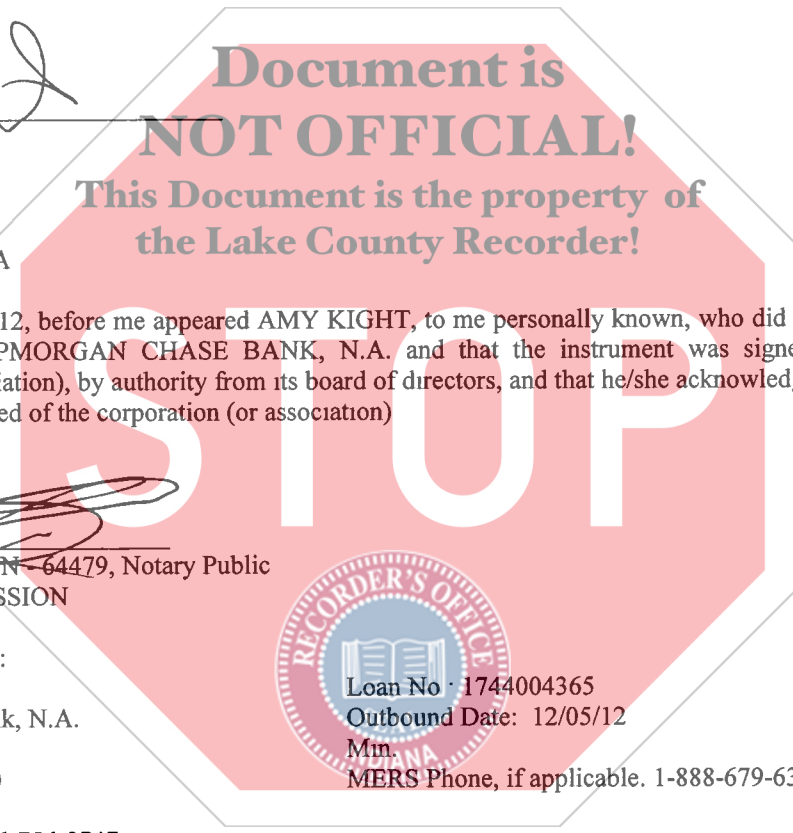 Document is
NOT OFFICIAL!
This Document is the property of
the Lake County Recorder!
12, before me appeared AMY KIGHT, to me personally known, who did
PMORGAN CHASE BANK, N.A. and that the instrument was signe
iation), by authority from its board of directors, and that he/she acknowledg
ed of the corporation (or association)
STOP
N - 64479, Notary Public
SSION
RECORDER'S OFFICE
:
Loan No : 1744004365
k, N.A.
Outbound Date: 12/05/12
Min.
INDIANA
MERS Phone, if applicable. 1-888-679-63